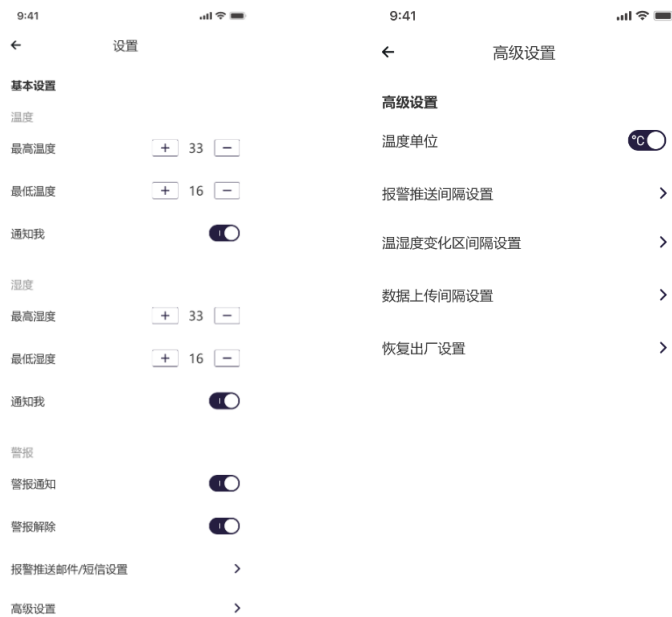 9:41
设置
基本设置
温度
最高温度 + 33 −
最低温度 + 16 −
通知我
湿度
最高湿度 + 33 −
最低湿度 + 16 −
通知我
警报
警报通知
警报解除
报警推送邮件/短信设置
高级设置
9:41
高级设置
高级设置
温度单位 °C
报警推送间隔设置
温湿度变化区间隔设置
数据上传间隔设置
恢复出厂设置